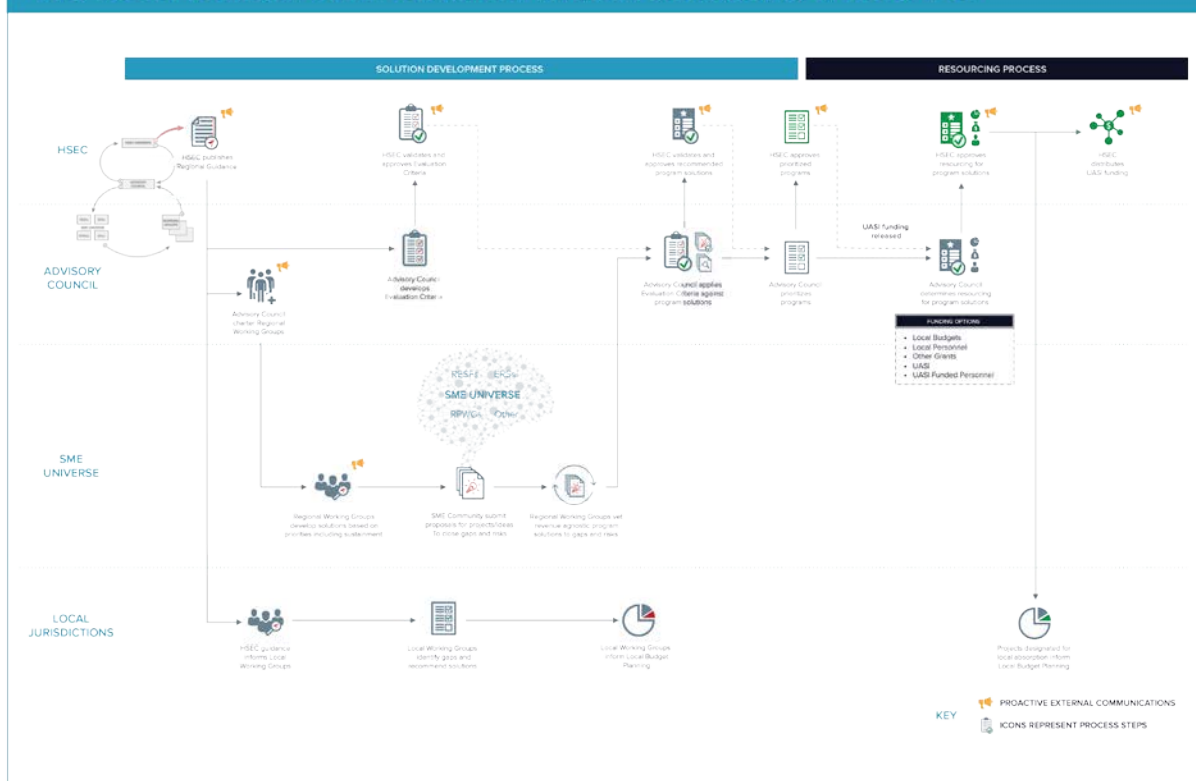 SOLUTION DEVELOPMENT PROCESS
RESOURCING PROCESS
HSEC
HSEC publishes
Regional Guidance
HSEC validates and
approves Evaluation
Criteria
HSEC validates and
approves recommended
program solutions
HSEC approves
prioritized
programs
HSEC approves
resourcing for
program solutions
HSEC
distributes
UASI funding
ADVISORY
COUNCIL
Advisory Council
charter Regional
Working Groups
Advisory Council
develops
Evaluation Criteria
Advisory Council applies
Evaluation Criteria against
program solutions
Advisory Council
prioritizes
programs
UASI funding
released
Advisory Council
determines resourcing
for program solutions
FUNDING OPTIONS
• Local Budgets
• Local Personnel
• Other Grants
• UASI
• UASI Funded Personnel
SME
UNIVERSE
SME UNIVERSE
Other
Regional Working Groups
develop solutions based on
priorities including sustainment
SME Community submit
proposals for projects/ideas
To close gaps and risks
Regional Working Groups vet
revenue agnostic program
solutions to gaps and risks
LOCAL
JURISDICTIONS
HSEC guidance
informs Local
Working Groups
Local Working Groups
identify gaps and
recommend solutions
Local Working Groups
inform Local Budget
Planning
Projects designated for
local absorption inform
Local Budget Planning
KEY
PROACTIVE EXTERNAL COMMUNICATIONS
ICONS REPRESENT PROCESS STEPS